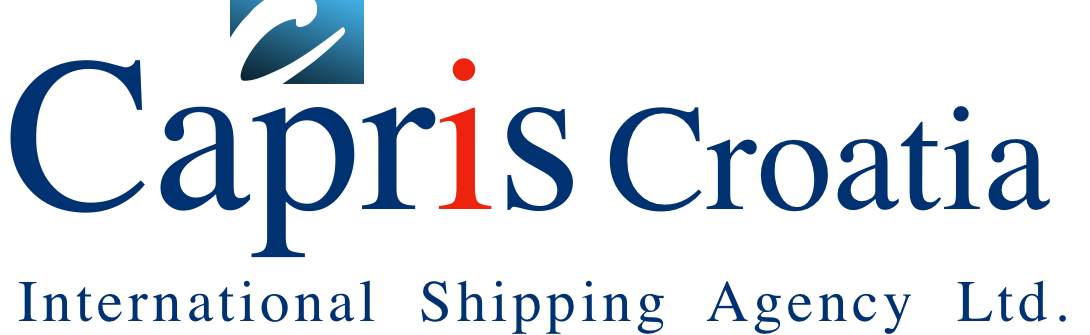 Capris Croatia
International Shipping Agency Ltd.